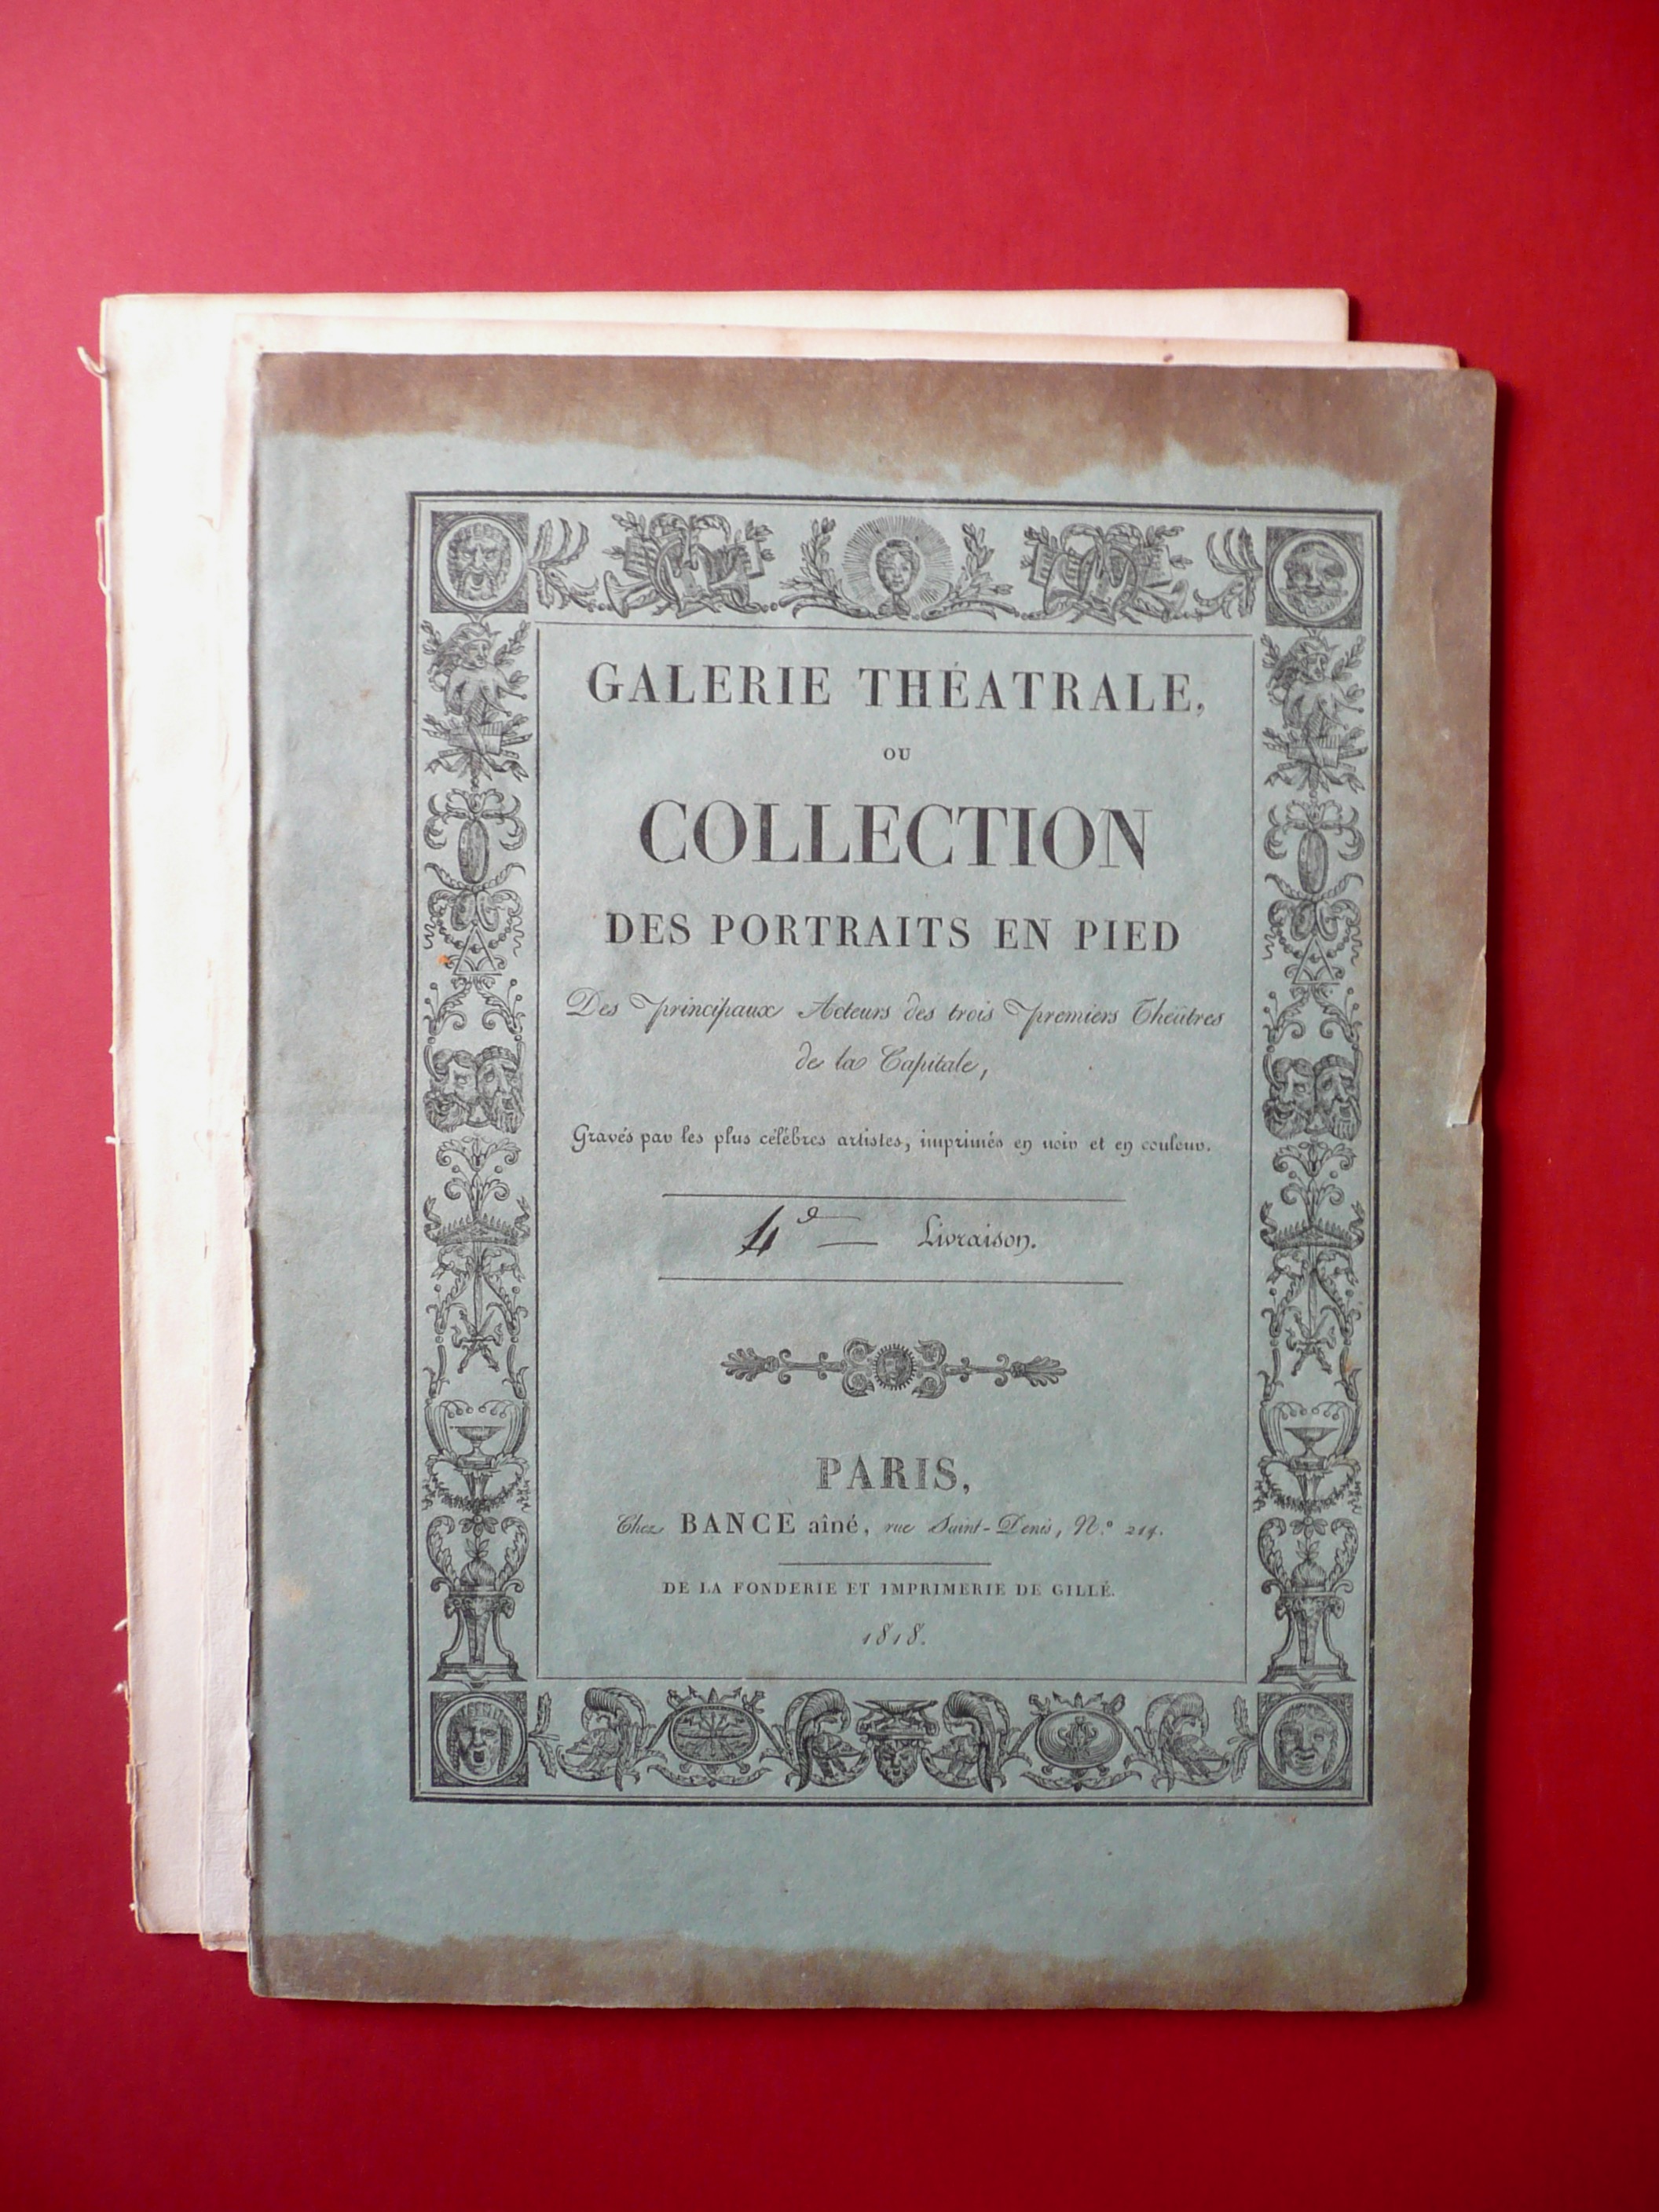 GALERIE THÉATRALE,
OU
COLLECTION
DES PORTRAITS EN PIED
Des principaux Acteurs des trois premiers Théâtres
de la Capitale,
Gravés par les plus célèbres artistes, imprimés en noir et en couleur.
4e Livraison.
PARIS,
Chez BANCE aîné, rue Saint-Denis, N.º 214.
DE LA FONDERIE ET IMPRIMERIE DE GILLÉ.
1818.